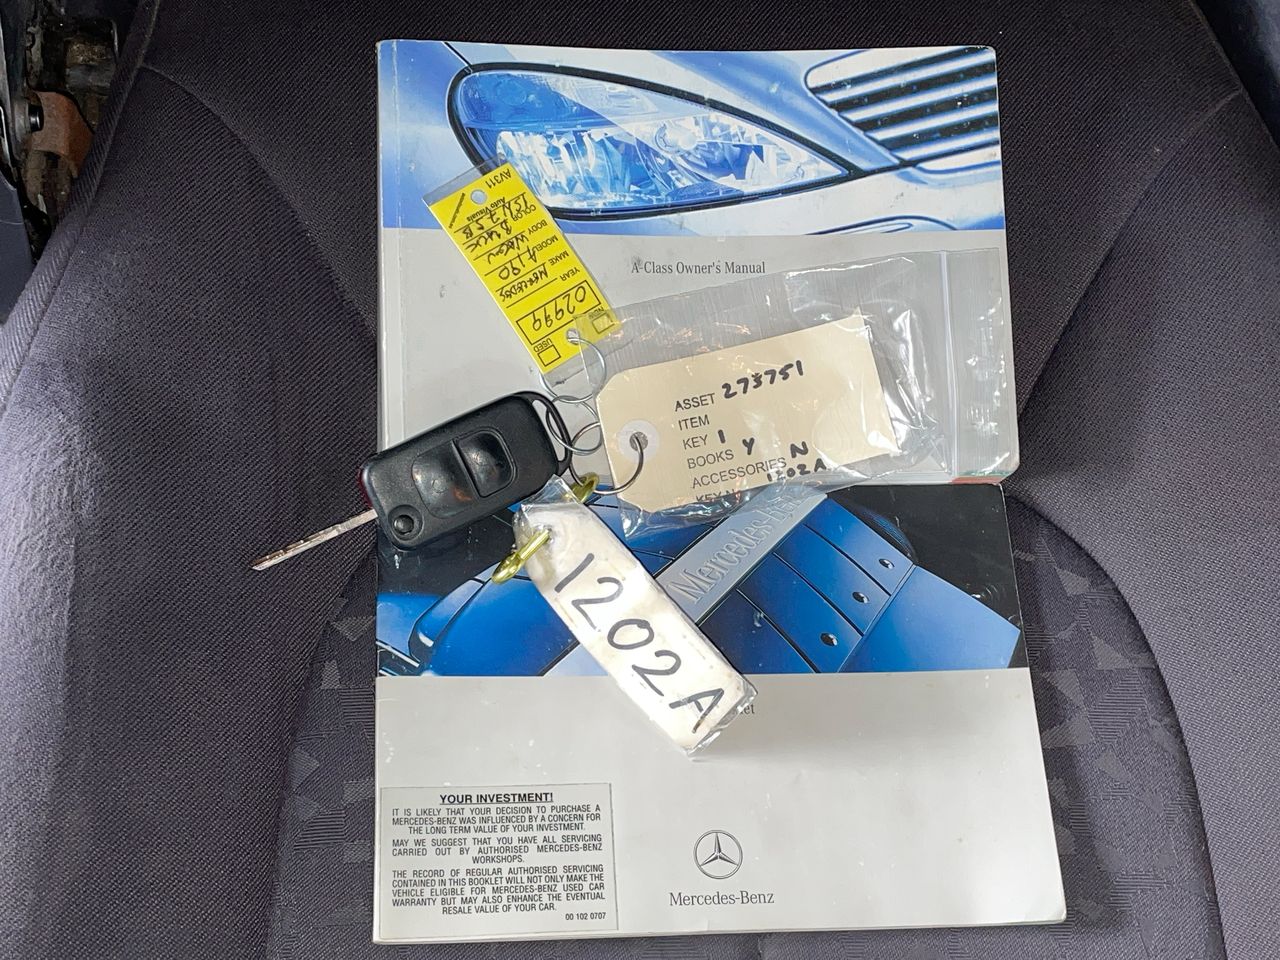 A-Class Owner's Manual
AV311
Auto Visuals
COLOR BLACK
BODY WAGON
MODEL A190
MAKE MERCEDES
YEAR
02999
USED
ASSET 273751
ITEM
KEY 1
BOOKS Y
ACCESSORIES N
1202A
Mercedes-Be
1202A
et
YOUR INVESTMENT!
IT IS LIKELY THAT YOUR DECISION TO PURCHASE A
MERCEDES-BENZ WAS INFLUENCED BY A CONCERN FOR
THE LONG TERM VALUE OF YOUR INVESTMENT.
MAY WE SUGGEST THAT YOU HAVE ALL SERVICING
CARRIED OUT BY AUTHORISED MERCEDES-BENZ
WORKSHOPS.
THE RECORD OF REGULAR AUTHORISED SERVICING
CONTAINED IN THIS BOOKLET WILL NOT ONLY MAKE THE
VEHICLE ELIGIBLE FOR MERCEDES-BENZ USED CAR
WARRANTY BUT MAY ALSO ENHANCE THE EVENTUAL
RESALE VALUE OF YOUR CAR.
00 102 0707
Mercedes-Benz